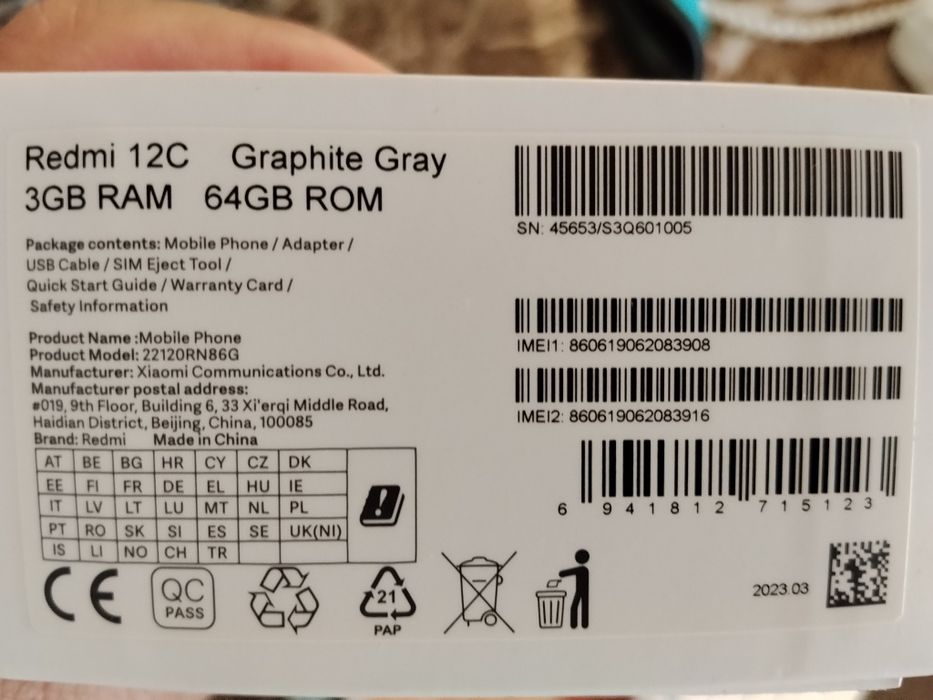 Redmi 12C Graphite Gray
3GB RAM 64GB ROM
Package contents: Mobile Phone / Adapter /
USB Cable / SIM Eject Tool /
Quick Start Guide / Warranty Card /
Safety Information
Product Name :Mobile Phone
Product Model: 22120RN86G
Manufacturer: Xiaomi Communications Co., Ltd.
Manufacturer postal address:
#019, 9th Floor, Building 6, 33 Xi'erqi Middle Road,
Haidian District, Beijing, China, 100085
Brand: Redmi Made in China
AT BE BG HR CY CZ DK
EE FI FR DE EL HU IE
IT LV LT LU MT NL PL
PT RO SK SI ES SE UK(NI)
IS LI NO CH TR
CE
QC
PASS
21
PAP
SN: 45653/S3Q601005
IMEI1: 860619062083908
IMEI2: 860619062083916
6 941812 715123
2023.03